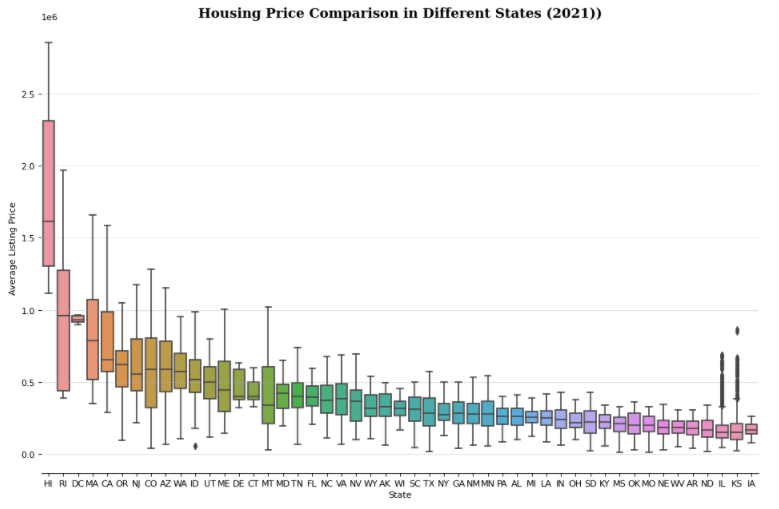 Housing Price Comparison in Different States (2021))
1e6
2.5
2.0
1.5
1.0
0.5
0.0
Average Listing Price
HI RI DC MA CA OR NJ CO AZ WA ID UT ME DE CT MT MD TN FL NC VA NV WY AK WI SC TX NY GA NM MN PA AL MI LA IN OH SD KY MS OK MO NE WV AR ND IL KS IA
State